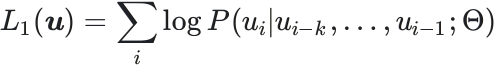 $L_1(\boldsymbol{u}) = \sum_i \log P(u_i|u_{i-k}, \ldots, u_{i-1}; \Theta)$